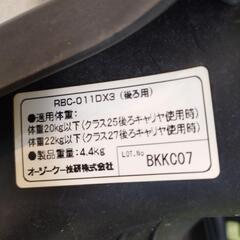 RBC-011DX3 (後ろ用)
●適用体重:
体重20kg以下(クラス25後ろキャリヤ使用時)
体重22kg以下(クラス27後ろキャリヤ使用時)
●製品重量:4.4kg
オージーケー技研株式会社
LOT.No BKKC07